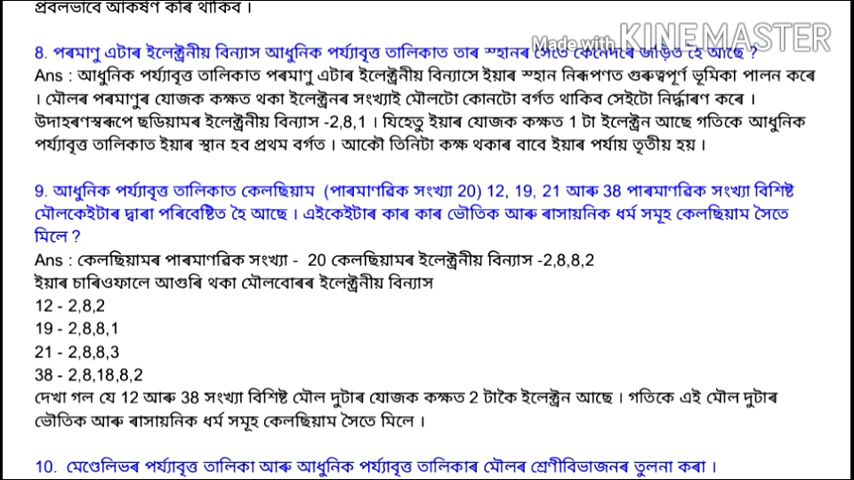 প্ৰবলভাবে আকৰ্ষণ কৰি থাকিব ।
Made with KINEMASTER
8. পৰমাণু এটাৰ ইলেক্ট্ৰনীয় বিন্যাস আধুনিক পৰ্য্যাবৃত্ত তালিকাত তাৰ স্হানৰ সৈতে কেনেদৰে জড়িত হৈ আছে ?
Ans : আধুনিক পৰ্য্যাবৃত্ত তালিকাত পৰমাণু এটাৰ ইলেক্ট্ৰনীয় বিন্যাসে ইয়াৰ স্হান নিৰূপণত গুৰুত্বপূৰ্ণ ভূমিকা পালন কৰে
। মৌলৰ পৰমাণুৰ যোজক কক্ষত থকা ইলেক্ট্ৰনৰ সংখ্যাই মৌলটো কোনটো বৰ্গত থাকিব সেইটো নিৰ্দ্ধাৰণ কৰে ।
উদাহৰণস্বৰূপে ছডিয়ামৰ ইলেক্ট্ৰনীয় বিন্যাস -2,8,1 । যিহেতু ইয়াৰ যোজক কক্ষত 1 টা ইলেক্ট্ৰন আছে গতিকে আধুনিক
পৰ্য্যাবৃত্ত তালিকাত ইয়াৰ স্থান হব প্ৰথম বৰ্গত । আকৌ তিনিটা কক্ষ থকাৰ বাবে ইয়াৰ পৰ্যায় তৃতীয় হয় ।
9. আধুনিক পৰ্য্যাবৃত্ত তালিকাত কেলছিয়াম (পাৰমাণৱিক সংখ্যা 20) 12, 19, 21 আৰু 38 পাৰমাণৱিক সংখ্যা বিশিষ্ট
মৌলকেইটাৰ দ্বাৰা পৰিবেষ্টিত হৈ আছে । এইকেইটাৰ কাৰ কাৰ ভৌতিক আৰু ৰাসায়নিক ধৰ্ম সমূহ কেলছিয়াম সৈতে
মিলে ?
Ans : কেলছিয়ামৰ পাৰমাণৱিক সংখ্যা - 20 কেলছিয়ামৰ ইলেক্ট্ৰনীয় বিন্যাস -2,8,8,2
ইয়াৰ চাৰিওফালে আগুৰি থকা মৌলবোৰৰ ইলেক্ট্ৰনীয় বিন্যাস
12 - 2,8,2
19 - 2,8,8,1
21 - 2,8,8,3
38 - 2,8,18,8,2
দেখা গল যে 12 আৰু 38 সংখ্যা বিশিষ্ট মৌল দুটাৰ যোজক কক্ষত 2 টাকৈ ইলেক্ট্ৰন আছে । গতিকে এই মৌল দুটাৰ
ভৌতিক আৰু ৰাসায়নিক ধৰ্ম সমূহ কেলছিয়াম সৈতে মিলে ।
10. মেণ্ডেলিভৰ পৰ্য্যাবৃত্ত তালিকা আৰু আধুনিক পৰ্য্যাবৃত্ত তালিকাৰ মৌলৰ শ্ৰেণীবিভাজনৰ তুলনা কৰা ।